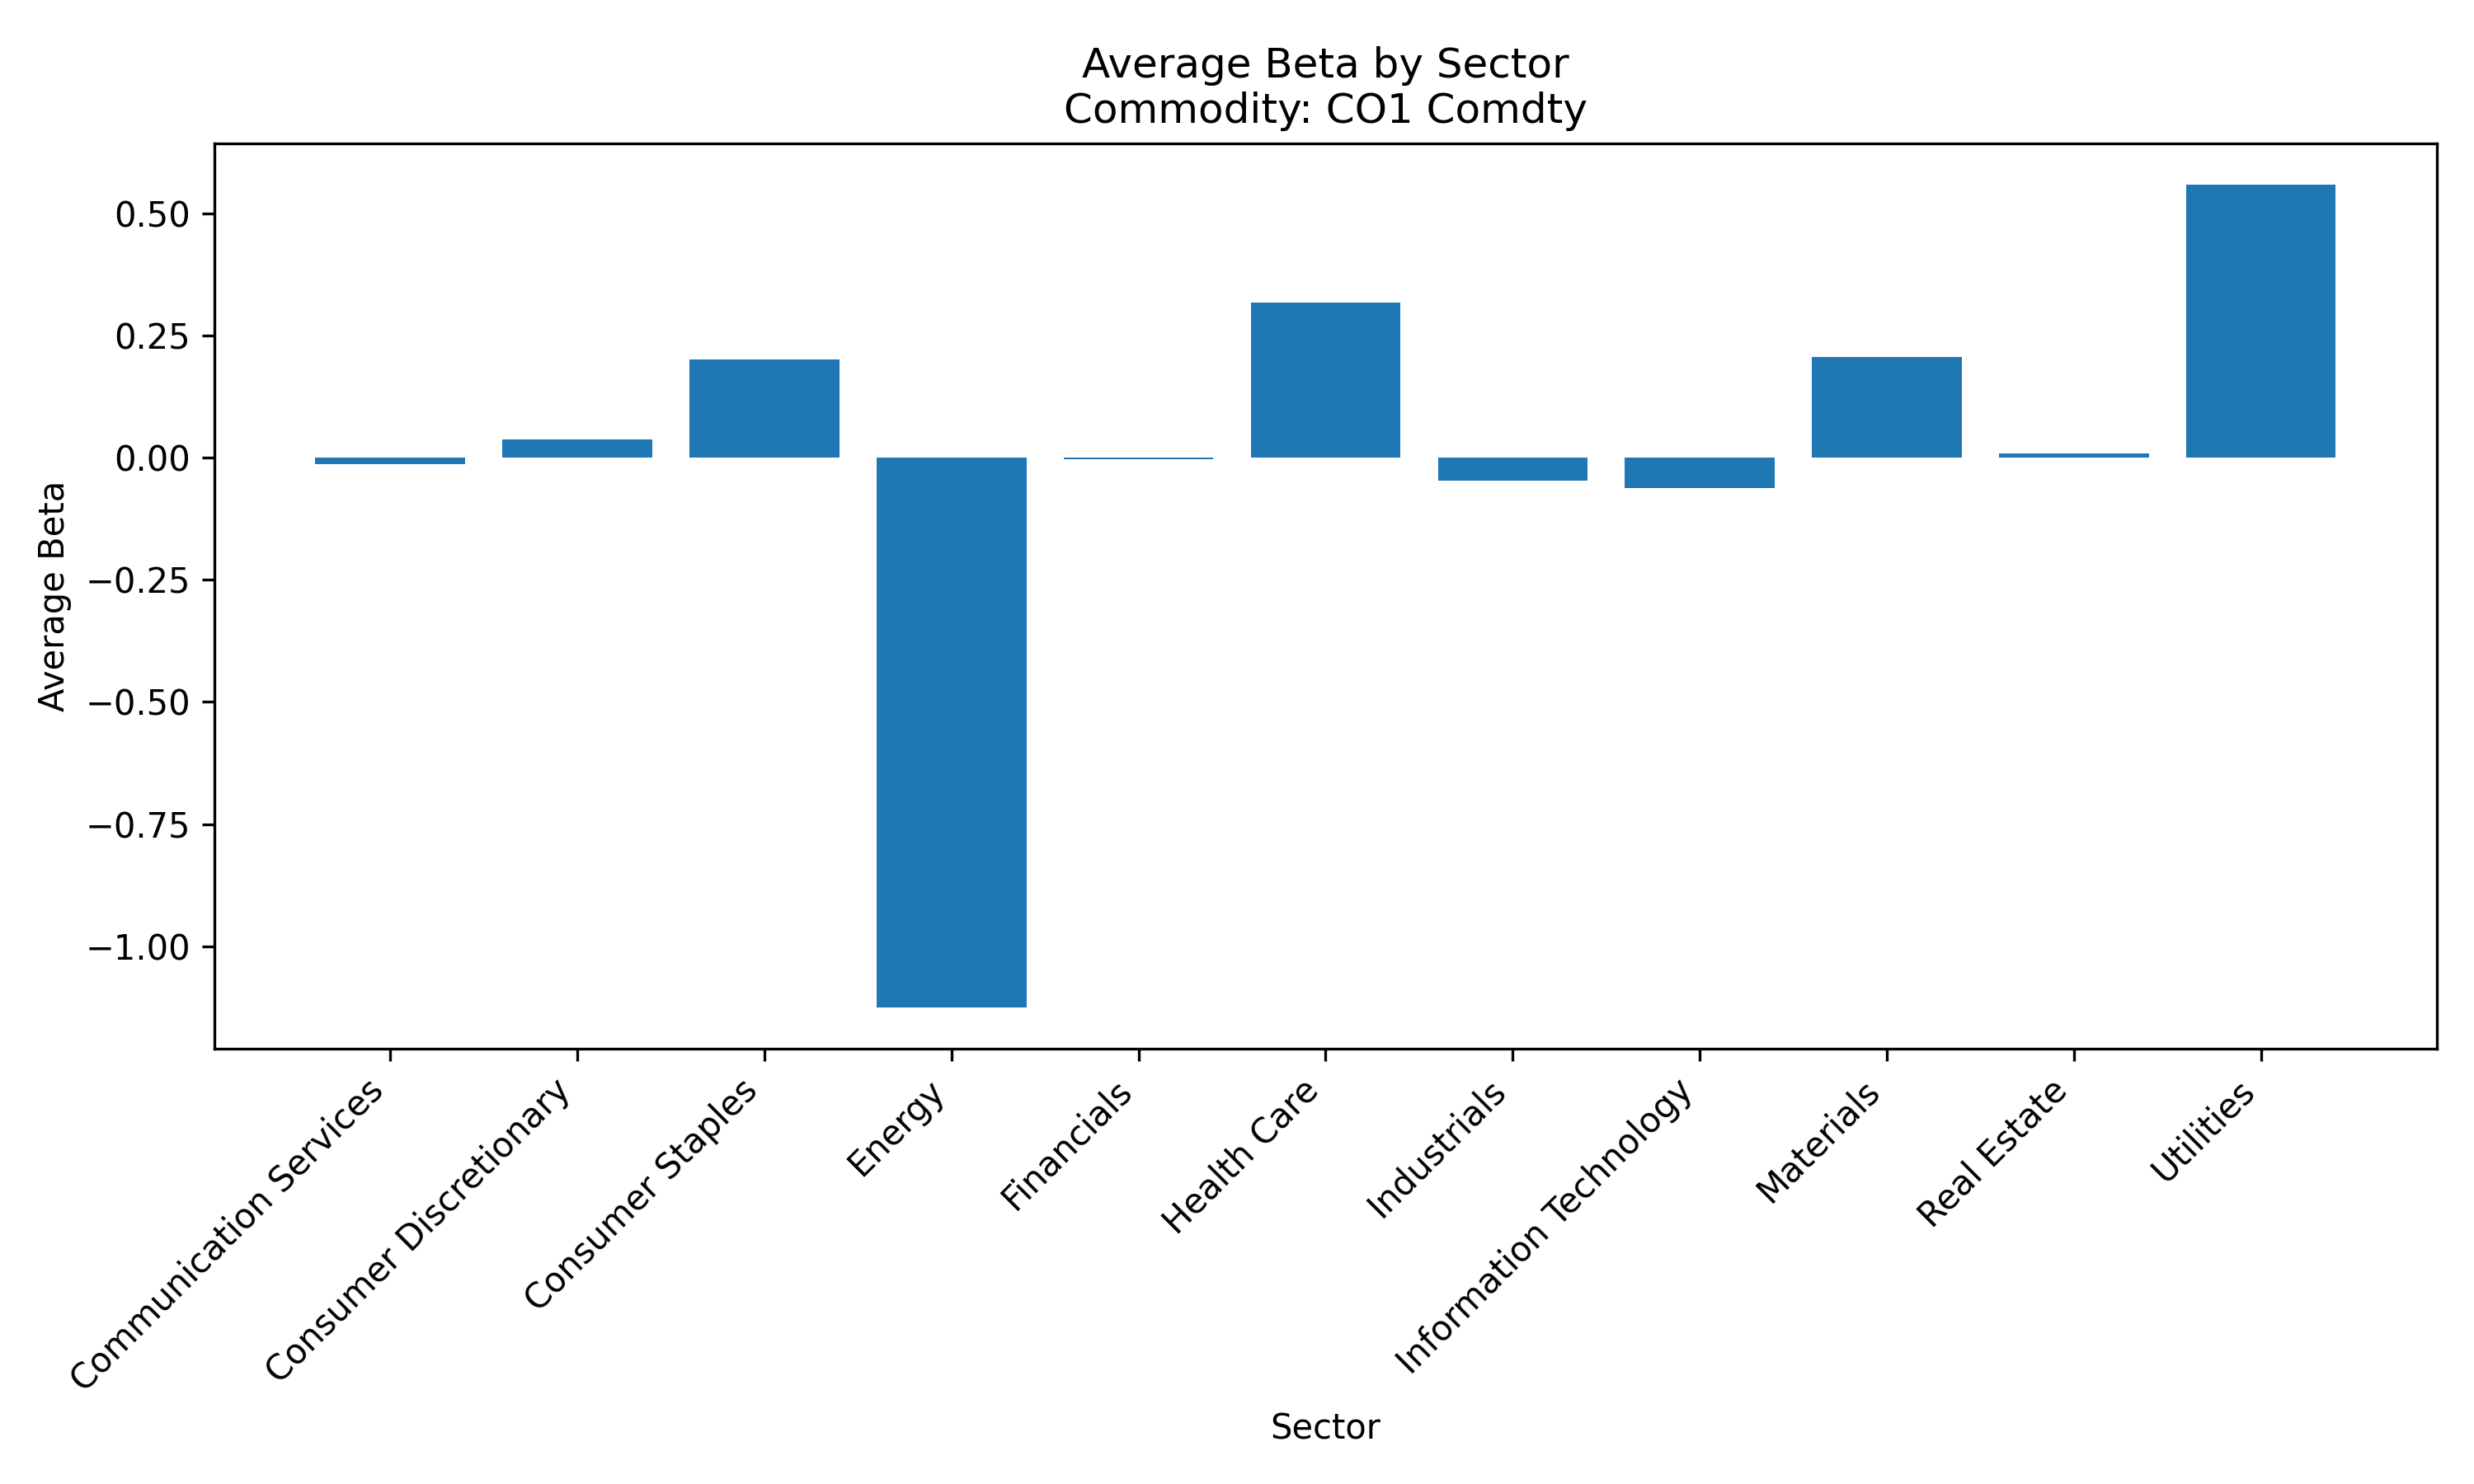 Average Beta by Sector
Commodity: CO1 Comdty
Average Beta
0.50
0.25
0.00
−0.25
−0.50
−0.75
−1.00
Communication Services
Consumer Discretionary
Consumer Staples
Energy
Financials
Health Care
Industrials
Information Technology
Materials
Real Estate
Utilities
Sector